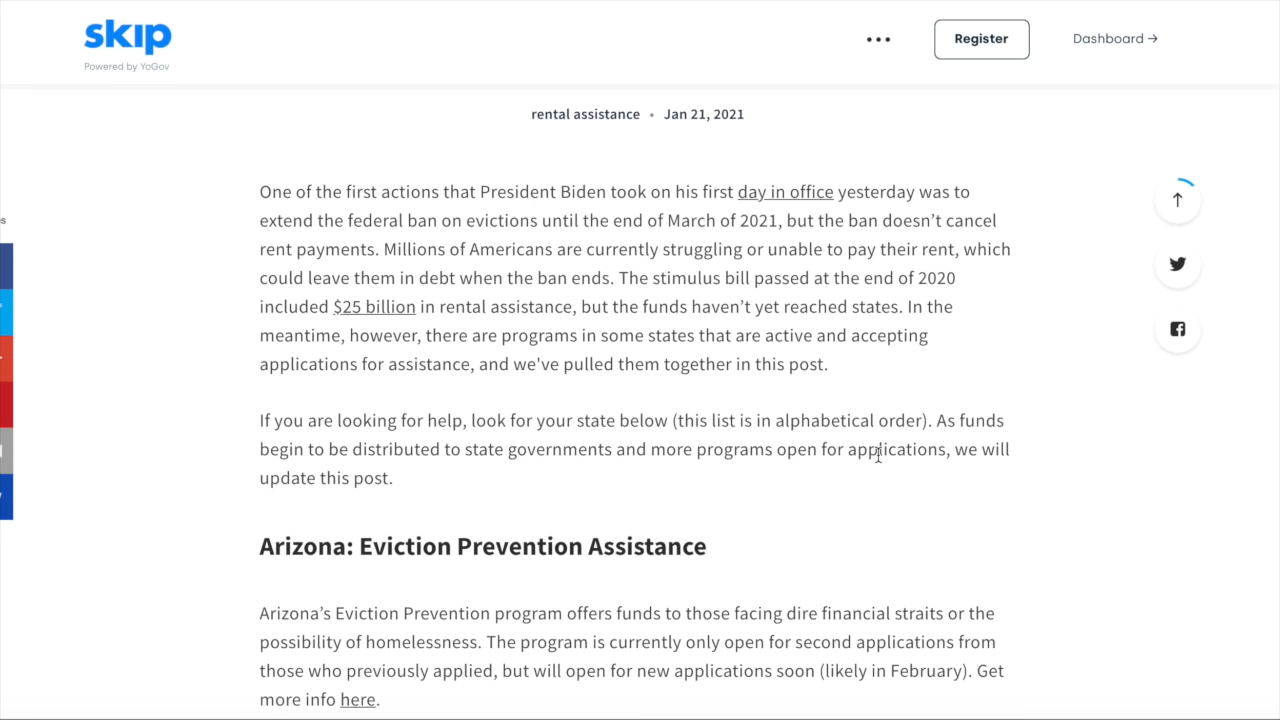 skip
Powered by YoGov
Register
Dashboard →
rental assistance • Jan 21, 2021
One of the first actions that President Biden took on his first day in office yesterday was to
extend the federal ban on evictions until the end of March of 2021, but the ban doesn’t cancel
rent payments. Millions of Americans are currently struggling or unable to pay their rent, which
could leave them in debt when the ban ends. The stimulus bill passed at the end of 2020
included $25 billion in rental assistance, but the funds haven’t yet reached states. In the
meantime, however, there are programs in some states that are active and accepting
applications for assistance, and we've pulled them together in this post.
If you are looking for help, look for your state below (this list is in alphabetical order). As funds
begin to be distributed to state governments and more programs open for applications, we will
update this post.
Arizona: Eviction Prevention Assistance
Arizona’s Eviction Prevention program offers funds to those facing dire financial straits or the
possibility of homelessness. The program is currently only open for second applications from
those who previously applied, but will open for new applications soon (likely in February). Get
more info here.